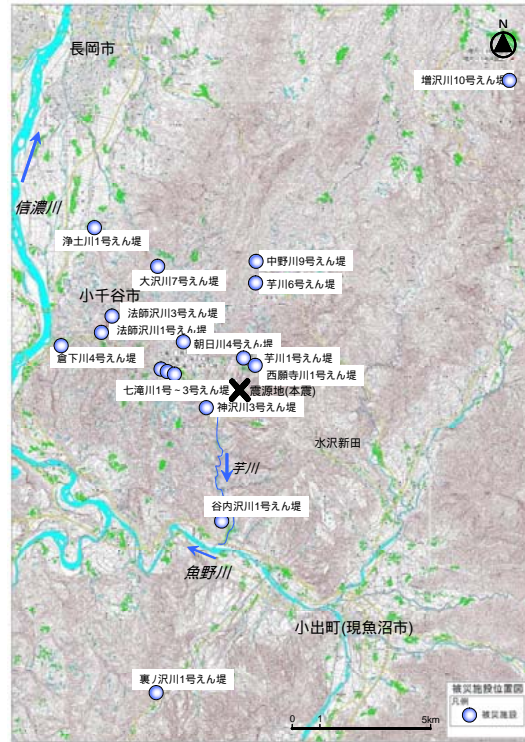 N
長岡市
増沢川10号えん堤
信濃川
浄土川1号えん堤
中野川9号えん堤
大沢川7号えん堤
芋川6号えん堤
小千谷市
法師沢川3号えん堤
法師沢川1号えん堤
朝日川4号えん堤
倉下川4号えん堤
芋川1号えん堤
西願寺川1号えん堤
七滝川1号~3号えん堤
震源地(本震)
神沢川3号えん堤
水沢新田
芋川
谷内沢川1号えん堤
魚野川
小出町(現魚沼市)
裏ノ沢川1号えん堤
被災施設位置図
凡例
被災施設
0 1 5km